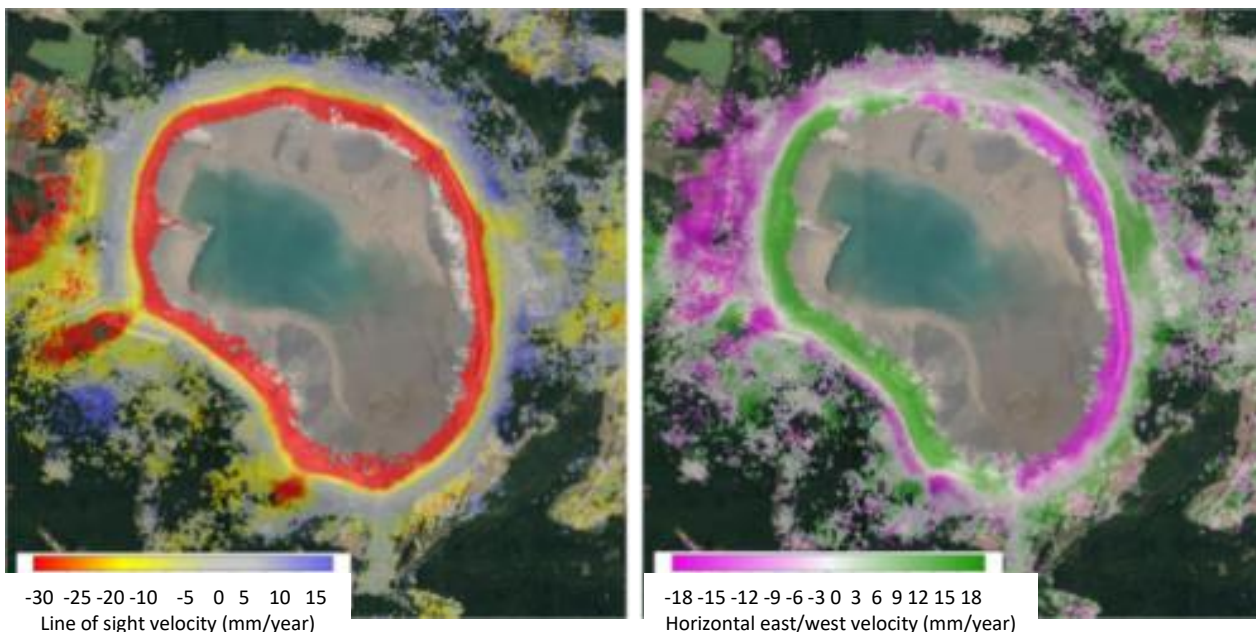 -30 -25 -20 -10 -5 0 5 10 15
Line of sight velocity (mm/year)
-18 -15 -12 -9 -6 -3 0 3 6 9 12 15 18
Horizontal east/west velocity (mm/year)